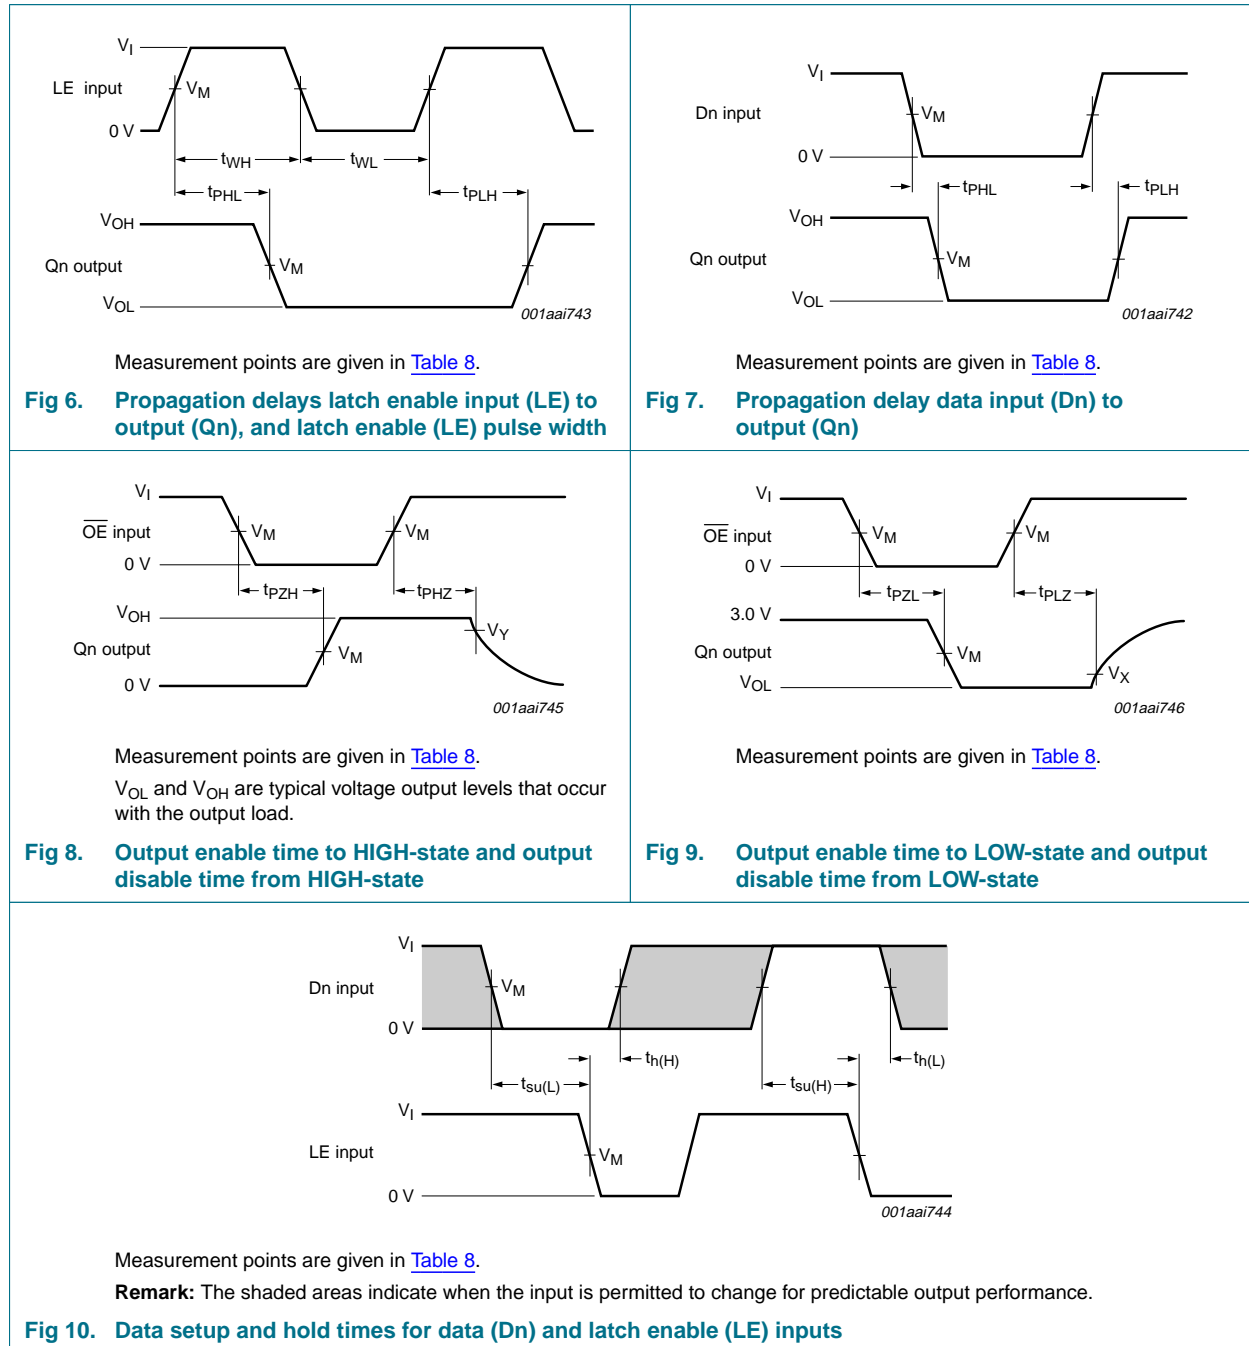 VI
LE input
VM
0 V
tWH
tWL
tPHL
tPLH
VOH
Qn output
VM
VOL
001aai743
Measurement points are given in Table 8.
Fig 6. Propagation delays latch enable input (LE) to
output (Qn), and latch enable (LE) pulse width
VI
Dn input
VM
0 V
tPHL
tPLH
VOH
Qn output
VM
VOL
001aai742
Measurement points are given in Table 8.
Fig 7. Propagation delay data input (Dn) to
output (Qn)
VI
O̅E̅ input
VM
VM
0 V
tPZH
tPHZ
VOH
VY
Qn output
VM
0 V
001aai745
Measurement points are given in Table 8.
VOL and VOH are typical voltage output levels that occur
with the output load.
Fig 8. Output enable time to HIGH-state and output
disable time from HIGH-state
VI
O̅E̅ input
VM
VM
0 V
tPZL
tPLZ
3.0 V
Qn output
VM
VX
VOL
001aai746
Measurement points are given in Table 8.
Fig 9. Output enable time to LOW-state and output
disable time from LOW-state
VI
Dn input
VM
0 V
th(H)
th(L)
tsu(L)
tsu(H)
VI
LE input
VM
0 V
001aai744
Measurement points are given in Table 8.
Remark: The shaded areas indicate when the input is permitted to change for predictable output performance.
Fig 10. Data setup and hold times for data (Dn) and latch enable (LE) inputs